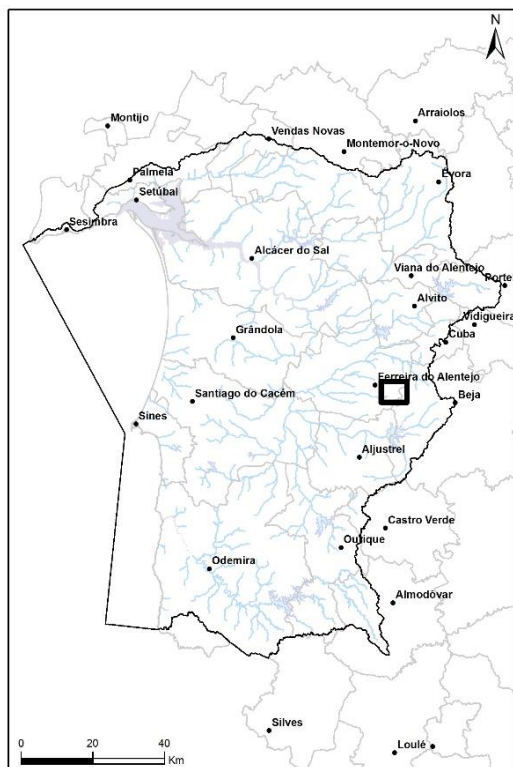 N
Arraiolos
Montijo
Vendas Novas
Montemor-o-Novo
Palmela
Évora
Setúbal
Sesimbra
Alcácer do Sal
Viana do Alentejo
Portel
Alvito
Vidigueira
Grândola
Cuba
Ferreira do Alentejo
Santiago do Cacém
Beja
Sines
Aljustrel
Castro Verde
Ourique
Odemira
Almodôvar
Silves
Loulé
0 20 40
Km